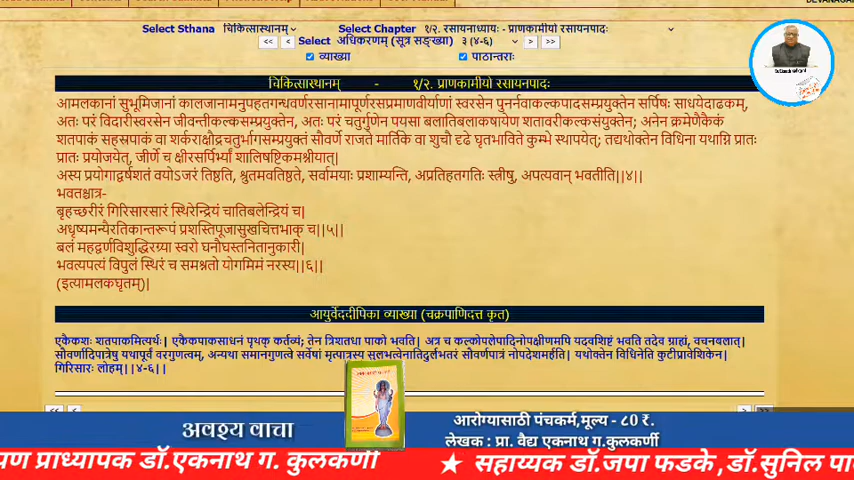 DEVANAGAR
Select Sthana चिकित्सास्थानम् Select Chapter १/२. रसायनाध्यायः - प्राणकामीयो रसायनपादः
<< < Select अधिकरणम् (सूत्र सङ्ख्या) ३ (४-६) > >>
व्याख्या पाठान्तराः
चिकित्सास्थानम् - १/२. प्राणकामीयो रसायनपादः
आमलकानां सुभूमिजानां कालजानामनुपहतगन्धवर्णरसानामापूर्णरसप्रमाणवीर्याणां स्वरसेन पुनर्नवाकल्कपादसम्प्रयुक्तेन सर्पिषः साधयेदाढकम्,
अतः परं विदारीस्वरसेन जीवन्तीकल्कसम्प्रयुक्तेन, अतः परं चतुर्गुणेन पयसा बलातिबलाकषायेण शतावरीकल्कसंयुक्तेन; अनेन क्रमेणैकैकं
शतपाकं सहस्रपाकं वा शर्कराक्षौद्रचतुर्भागसम्प्रयुक्तं सौवर्णे राजते मार्तिके वा शुचौ दृढे घृतभाविते कुम्भे स्थापयेत्; तद्यथोक्तेन विधिना यथाग्नि प्रातः
प्रातः प्रयोजयेत्, जीर्णे च क्षीरसर्पिर्भ्यां शालिषष्टिकमश्नीयात्|
अस्य प्रयोगाद्वर्षशतं वयोऽजरं तिष्ठति, श्रुतमवतिष्ठते, सर्वामयाः प्रशाम्यन्ति, अप्रतिहतगतिः स्त्रीषु, अपत्यवान् भवतीति||४||
भवतश्चात्र-
बृहच्छरीरं गिरिसारसारं स्थिरेन्द्रियं चातिबलेन्द्रियं च|
अधृष्यमन्यैरतिकान्तरूपं प्रशस्तिपूजासुखचित्तभाक् च||५||
बलं महद्वर्णविशुद्धिरग्र्या स्वरो घनौघस्तनितानुकारी|
भवत्यपत्यं विपुलं स्थिरं च समश्नतो योगमिमं नरस्य||६||
(इत्यामलकघृतम्)|
आयुर्वेददीपिका व्याख्या (चक्रपाणिदत्त कृत)
एकैकशः शतपाकमित्यर्थः; एकैकपाकसाधनं पृथक् कर्तव्यं; तेन त्रिशतधा पाको भवति| अत्र च कल्कोपलेपादिनोपक्षीणमपि यदवशिष्टं भवति तदेव ग्राह्यं, वचनबलात्|
सौवर्णादिपात्रेषु यथापूर्वं वरगुणत्वम्, अन्यथा समानगुणत्वे सर्वेषां मृत्पात्रस्य सुलभत्वेनातिदुर्लभतरं सौवर्णपात्रं नोपदेशमर्हति| यथोक्तेन विधिनेति कुटीप्रावेशिकेन|
गिरिसारः लोहम्||४-६||
<< < > >>
अवश्य वाचा
आरोग्यासाठी पंचकर्म,मूल्य - ८० ₹.
लेखक : प्रा. वैद्य एकनाथ ग.कुलकर्णी
पण प्राध्यापक डॉ.एकनाथ ग. कुलकर्णी ★ सहाय्यक डॉ.जपा फडके ,डॉ.सुनिल पा